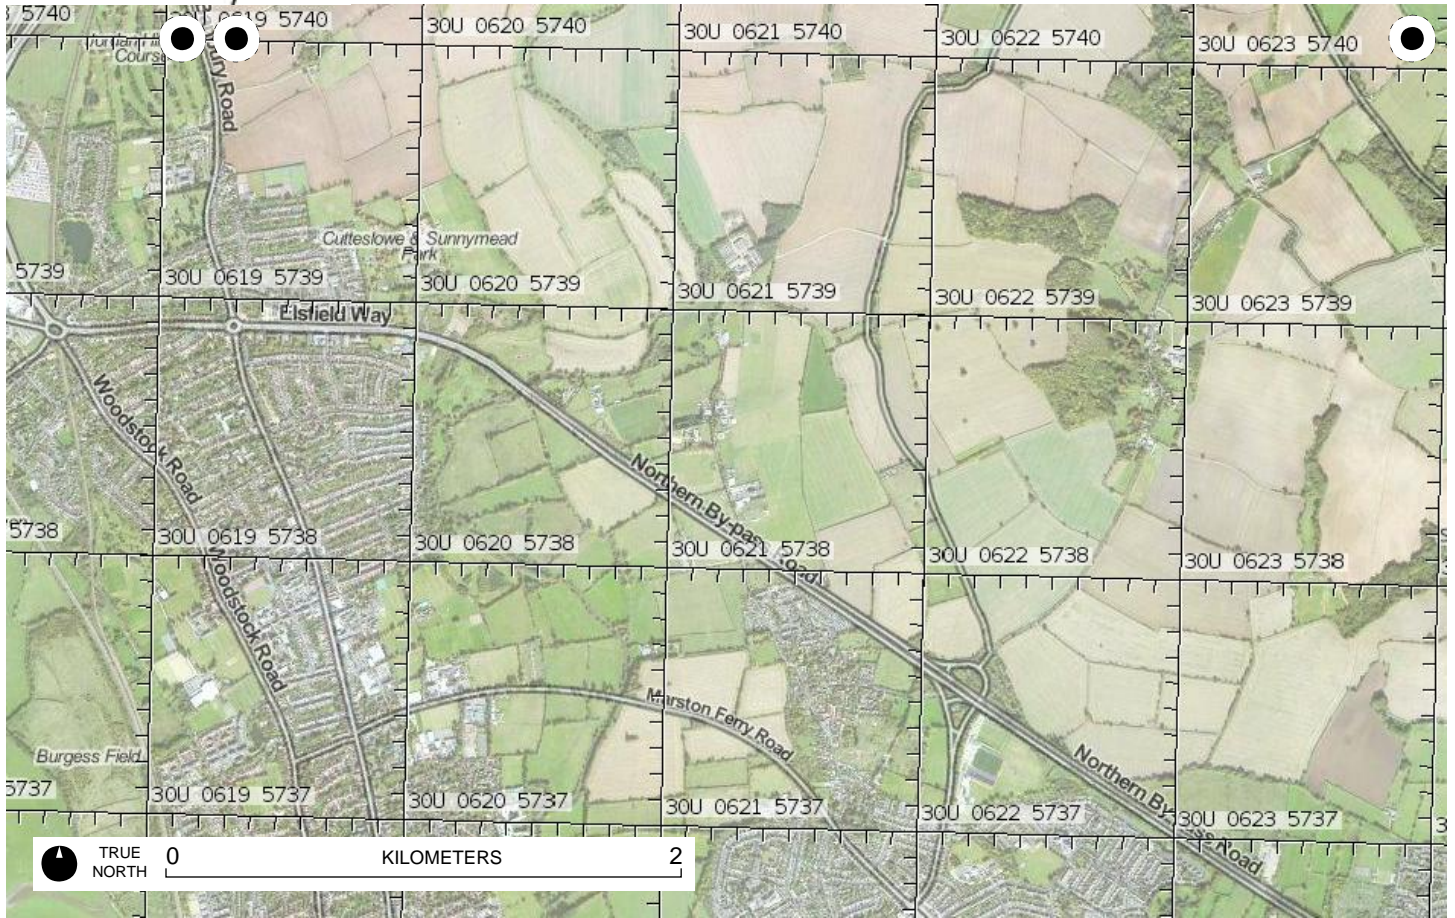 5740
0619 5740
30U 0620 5740
30U 0621 5740
30U 0622 5740
30U 0623 5740
Course
ury Road
Cutteslowe & Sunnymead
Park
5739
30U 0619 5739
30U 0620 5739
30U 0621 5739
30U 0622 5739
30U 0623 5739
Elsfield Way
Woodstock Road
Northern By-pass Road
5738
30U 0619 5738
30U 0620 5738
30U 0621 5738
30U 0622 5738
30U 0623 5738
Woodstock Road
Marston Ferry Road
Burgess Field
Northern By-pass Road
5737
30U 0619 5737
30U 0620 5737
30U 0621 5737
30U 0622 5737
30U 0623 5737
TRUE
NORTH
0 KILOMETERS 2